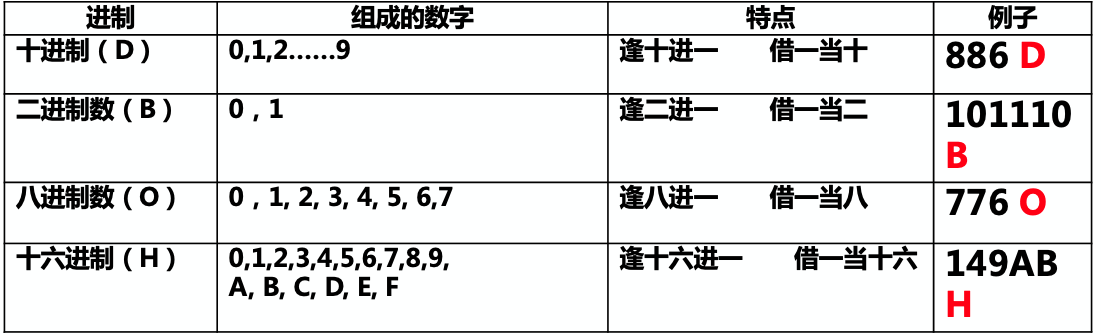 进制 组成的数字 特点 例子
十进制（D） 0,1,2……9 逢十进一 借一当十 886 D
二进制数（B） 0，1 逢二进一 借一当二 101110
B
八进制数（O） 0，1, 2, 3, 4, 5, 6,7 逢八进一 借一当八 776 O
十六进制（H） 0,1,2,3,4,5,6,7,8,9, 逢十六进一 借一当十六 149AB
A, B, C, D, E, F H